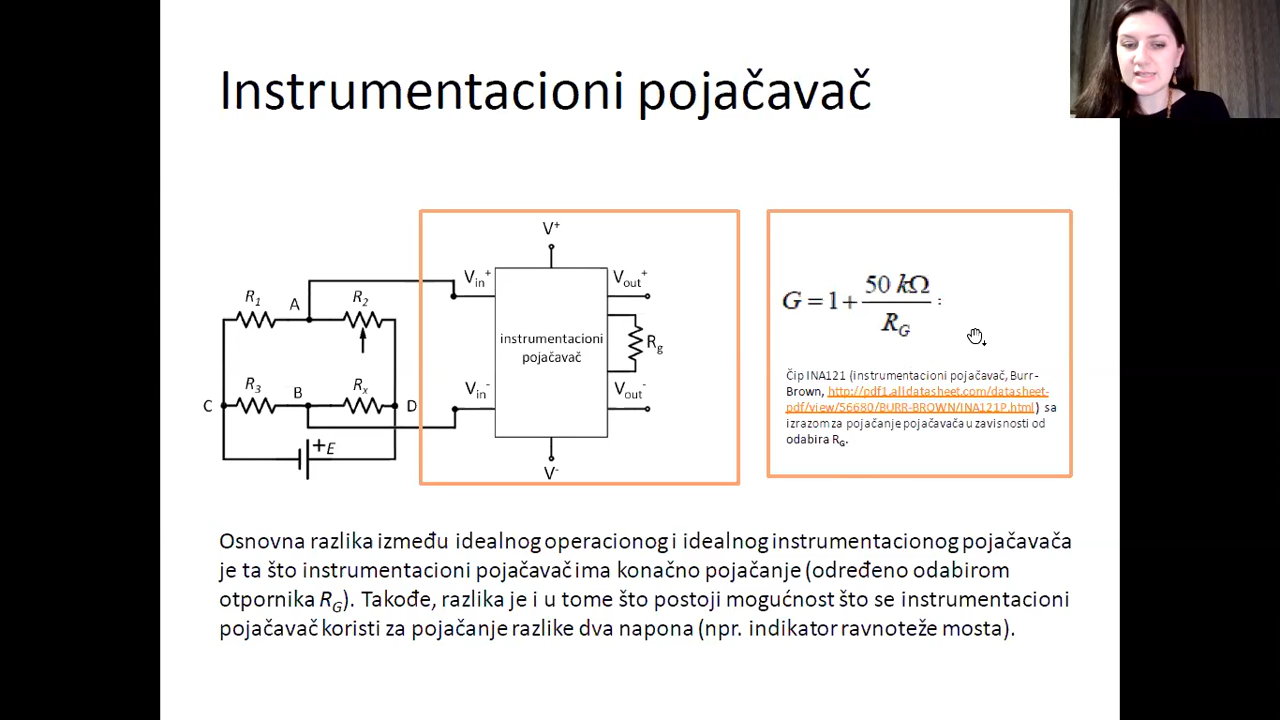 Instrumentacioni pojačavač
R1
A
R2
R3
B
Rx
C
D
+E
V+
Vin+
Vout+
instrumentacioni
pojačavač
Rg
Vin-
Vout-
V-
G = 1 + 50 kΩ / RG :
Čip INA121 (instrumentacioni pojačavač, Burr-
Brown, http://pdf1.alldatasheet.com/datasheet-
pdf/view/56680/BURR-BROWN/INA121P.html) sa
izrazom za pojačanje pojačavača u zavisnosti od
odabira RG.
Osnovna razlika između idealnog operacionog i idealnog instrumentacionog pojačavača
je ta što instrumentacioni pojačavač ima konačno pojačanje (određeno odabirom
otpornika RG). Takođe, razlika je i u tome što postoji mogućnost što se instrumentacioni
pojačavač koristi za pojačanje razlike dva napona (npr. indikator ravnoteže mosta).